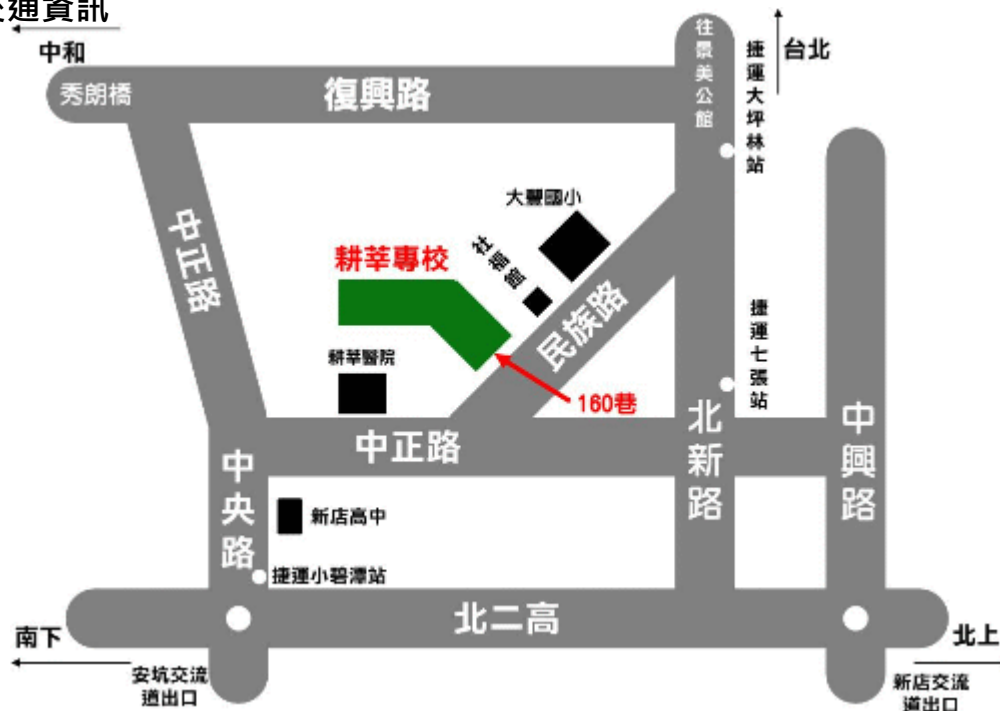 交通資訊
中和
台北
秀朗橋
復興路
往景美公館
捷運大坪林站
中正路
大豐國小
社福館
耕莘專校
民族路
捷運七張站
耕莘醫院
160巷
中正路
北新路
中興路
中央路
新店高中
捷運小碧潭站
北二高
南下
北上
安坑交流
道出口
新店交流
道出口